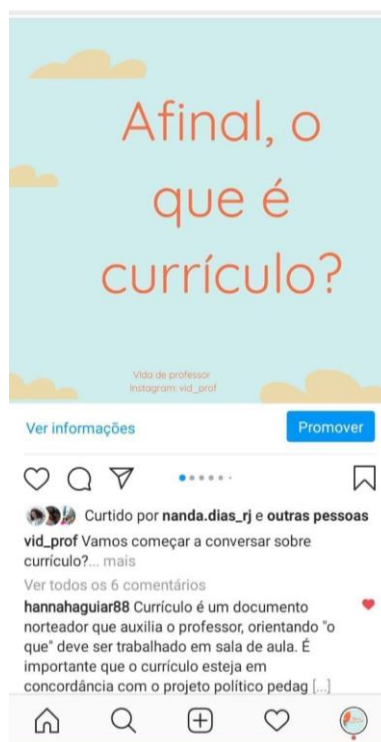 Afinal, o
que é
currículo?
Vida de professor
Instagram: vid_prof
Ver informações
Promover
Curtido por nanda.dias_rj e outras pessoas
vid_prof Vamos começar a conversar sobre
currículo?... mais
Ver todos os 6 comentários
hannahaguiar88 Currículo é um documento
norteador que auxilia o professor, orientando "o
que" deve ser trabalhado em sala de aula. É
importante que o currículo esteja em
concordância com o projeto político pedag [...]